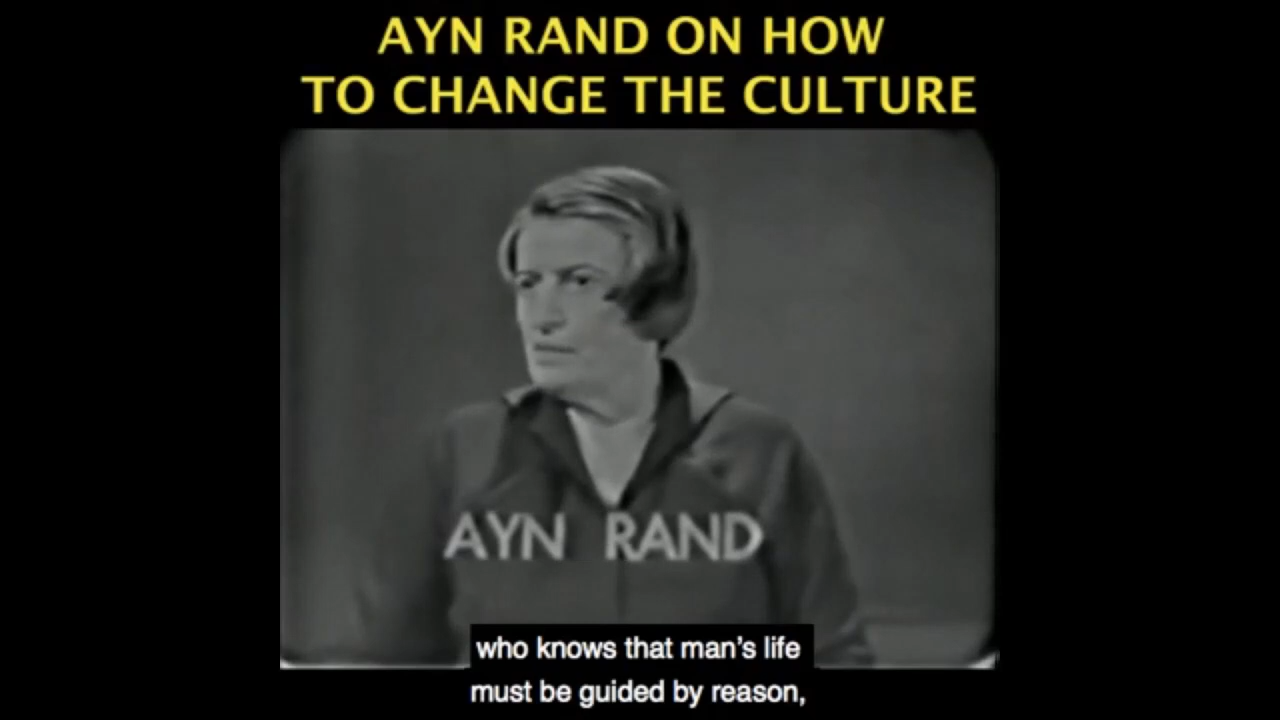 AYN RAND ON HOW
TO CHANGE THE CULTURE
AYN RAND
who knows that man's life
must be guided by reason,